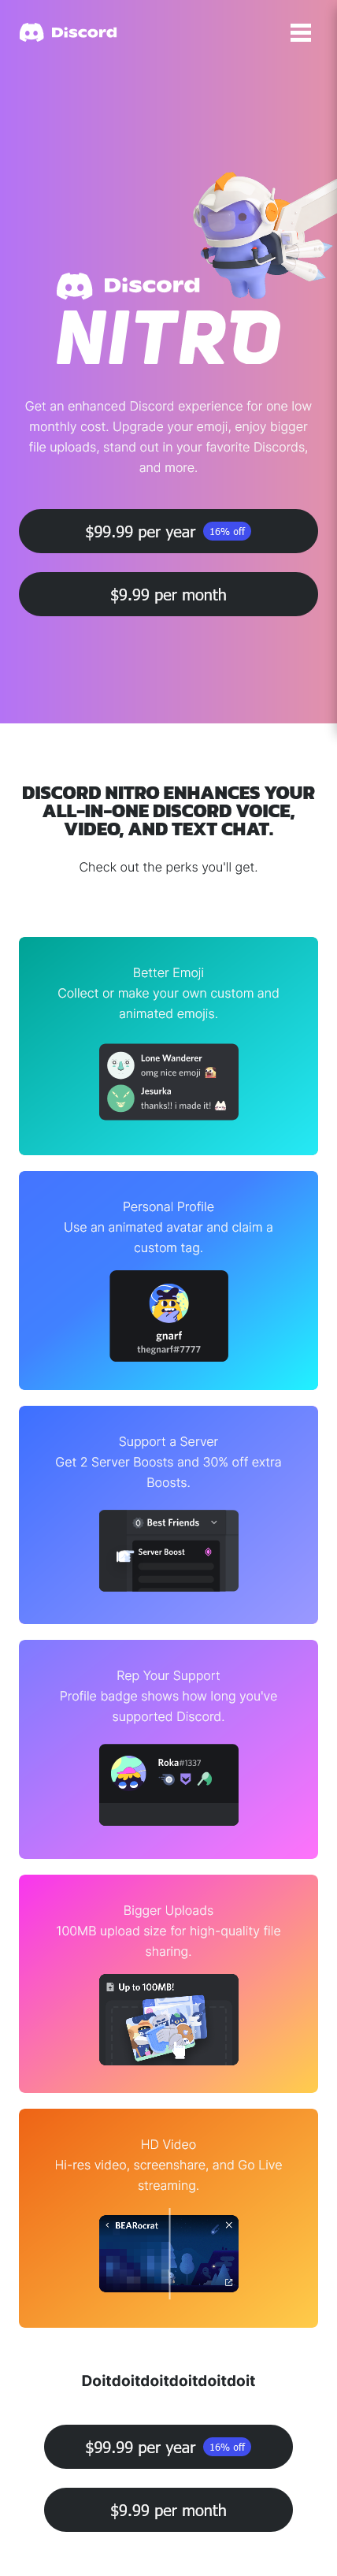 Discord
Discord
NITRO
Get an enhanced Discord experience for one low
monthly cost. Upgrade your emoji, enjoy bigger
file uploads, stand out in your favorite Discords,
and more.
$99.99 per year 16% off
$9.99 per month
DISCORD NITRO ENHANCES YOUR
ALL-IN-ONE DISCORD VOICE,
VIDEO, AND TEXT CHAT.
Check out the perks you'll get.
Better Emoji
Collect or make your own custom and
animated emojis.
Lone Wanderer
omg nice emoji
Jesurka
thanks!! i made it!
Personal Profile
Use an animated avatar and claim a
custom tag.
gnarf
thegnarf#7777
Support a Server
Get 2 Server Boosts and 30% off extra
Boosts.
Best Friends
Server Boost
Rep Your Support
Profile badge shows how long you've
supported Discord.
Roka#1337
Bigger Uploads
100MB upload size for high-quality file
sharing.
Up to 100MB!
HD Video
Hi-res video, screenshare, and Go Live
streaming.
BEARocrat
Doitdoitdoitdoitdoitdoit
$99.99 per year 16% off
$9.99 per month